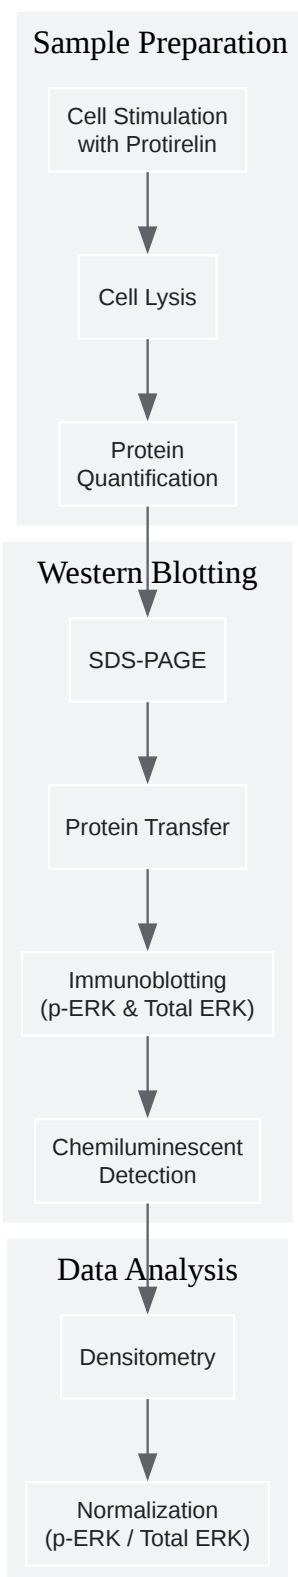 Sample Preparation
Cell Stimulation
with Protirelin
Cell Lysis
Protein
Quantification
Western Blotting
SDS-PAGE
Protein Transfer
Immunoblotting
(p-ERK & Total ERK)
Chemiluminescent
Detection
Data Analysis
Densitometry
Normalization
(p-ERK / Total ERK)